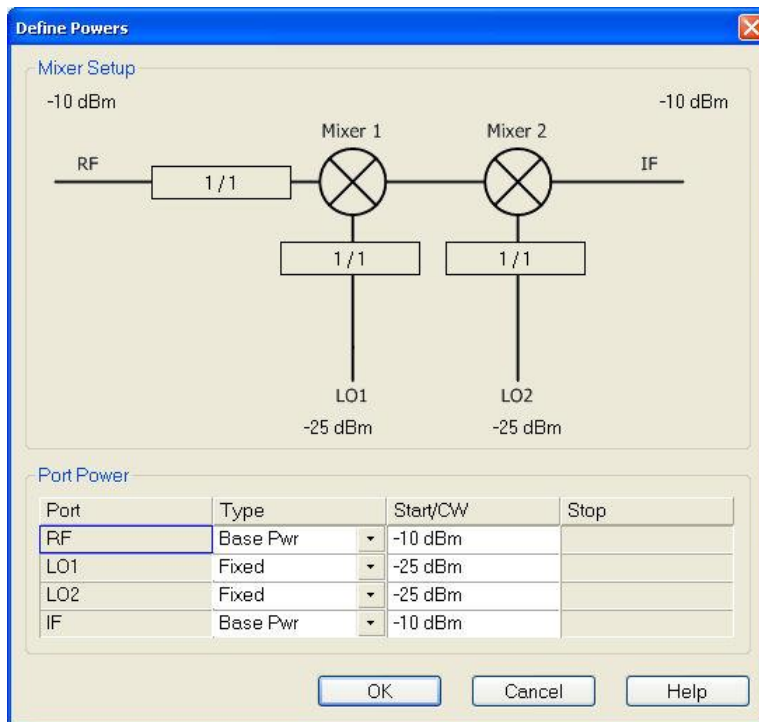 Define Powers
Mixer Setup
-10 dBm -10 dBm
Mixer 1 Mixer 2
RF IF
1 / 1
1 / 1 1 / 1
LO1 LO2
-25 dBm -25 dBm
Port Power
Port Type Start/CW Stop
RF Base Pwr -10 dBm
LO1 Fixed -25 dBm
LO2 Fixed -25 dBm
IF Base Pwr -10 dBm
OK Cancel Help